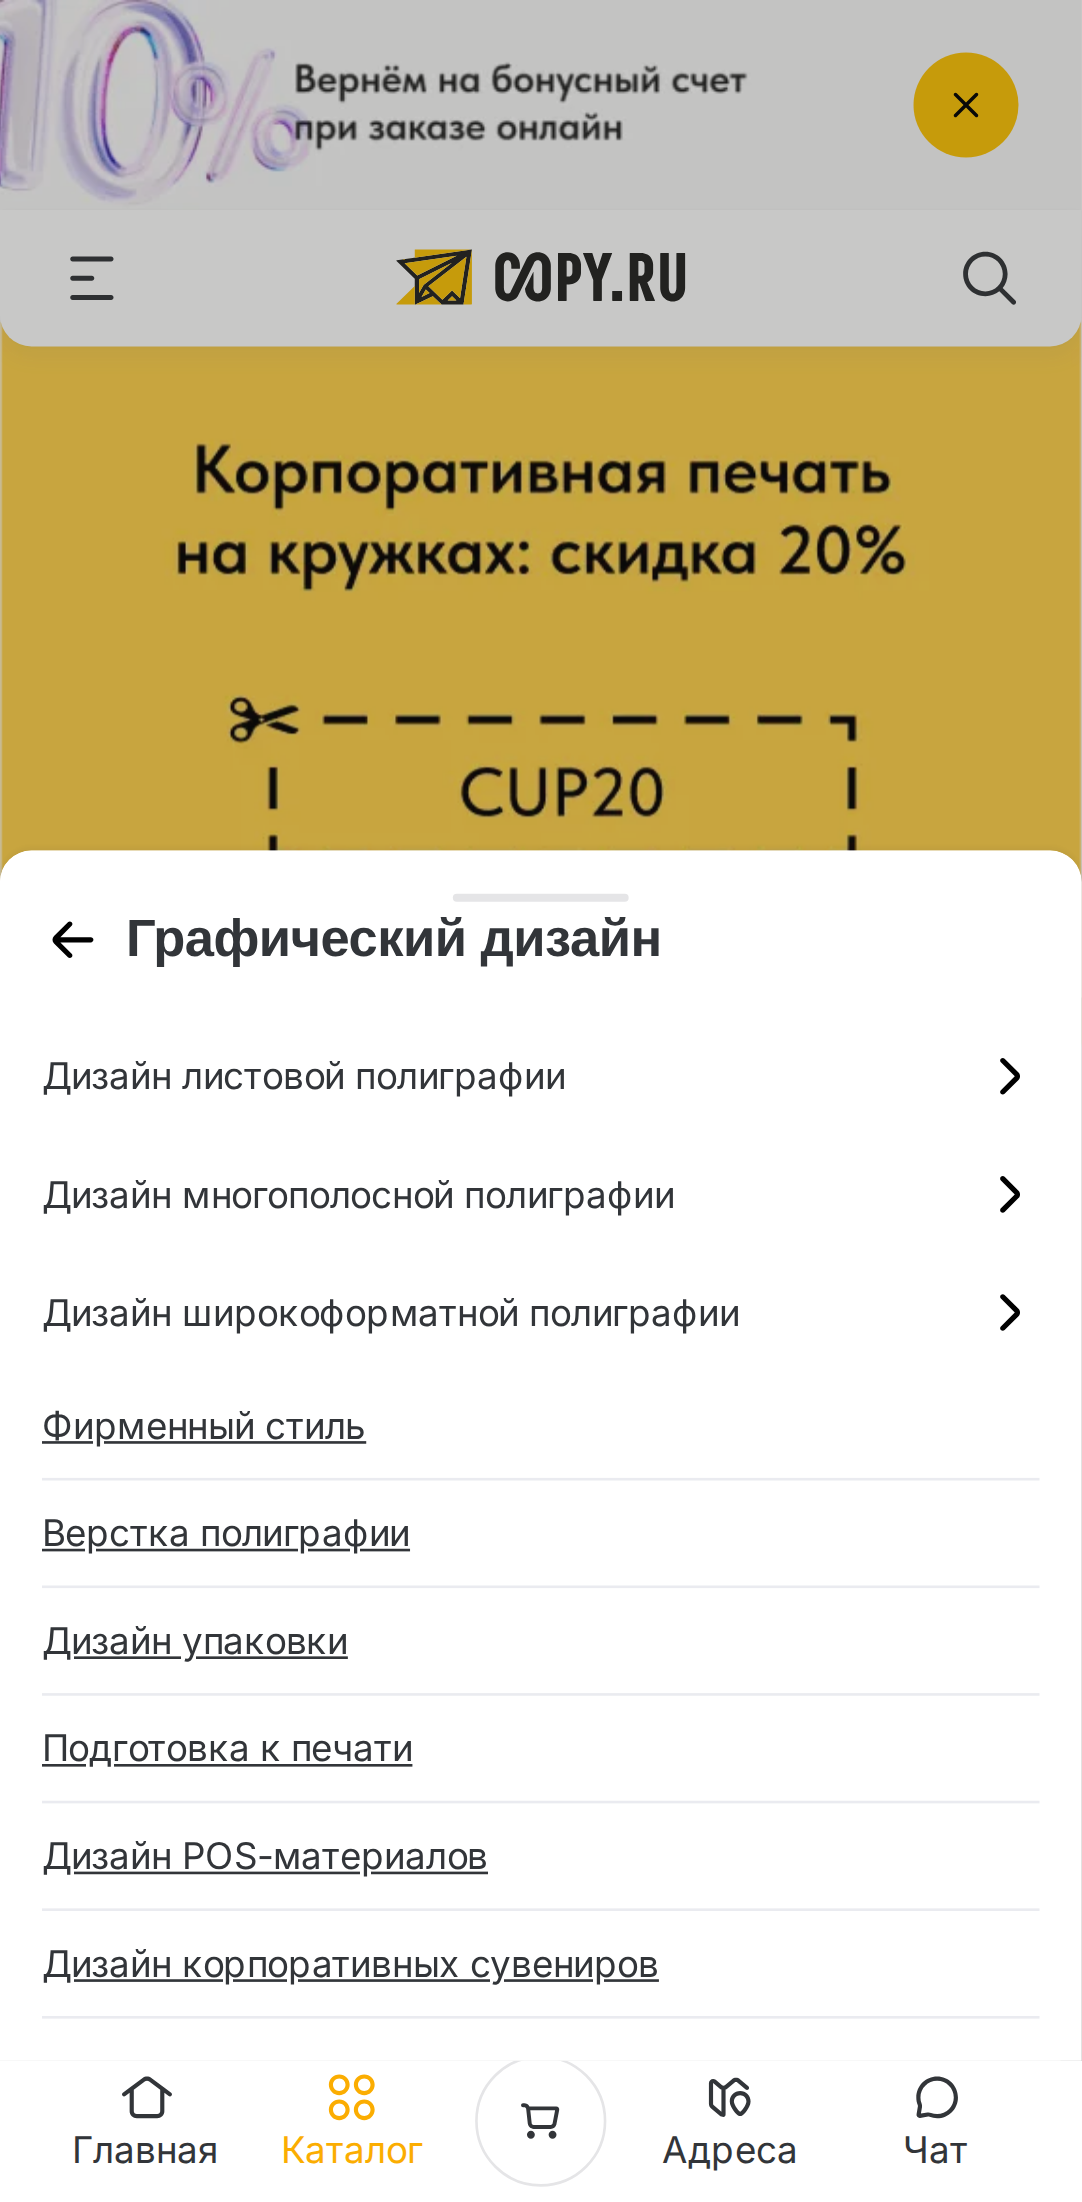 10%
Вернём на бонусный счет
при заказе онлайн
COPY.RU
Корпоративная печать
на кружках: скидка 20%
CUP20
Графический дизайн
Дизайн листовой полиграфии
Дизайн многополосной полиграфии
Дизайн широкоформатной полиграфии
Фирменный стиль
Верстка полиграфии
Дизайн упаковки
Подготовка к печати
Дизайн POS-материалов
Дизайн корпоративных сувениров
Главная
Каталог
Адреса
Чат